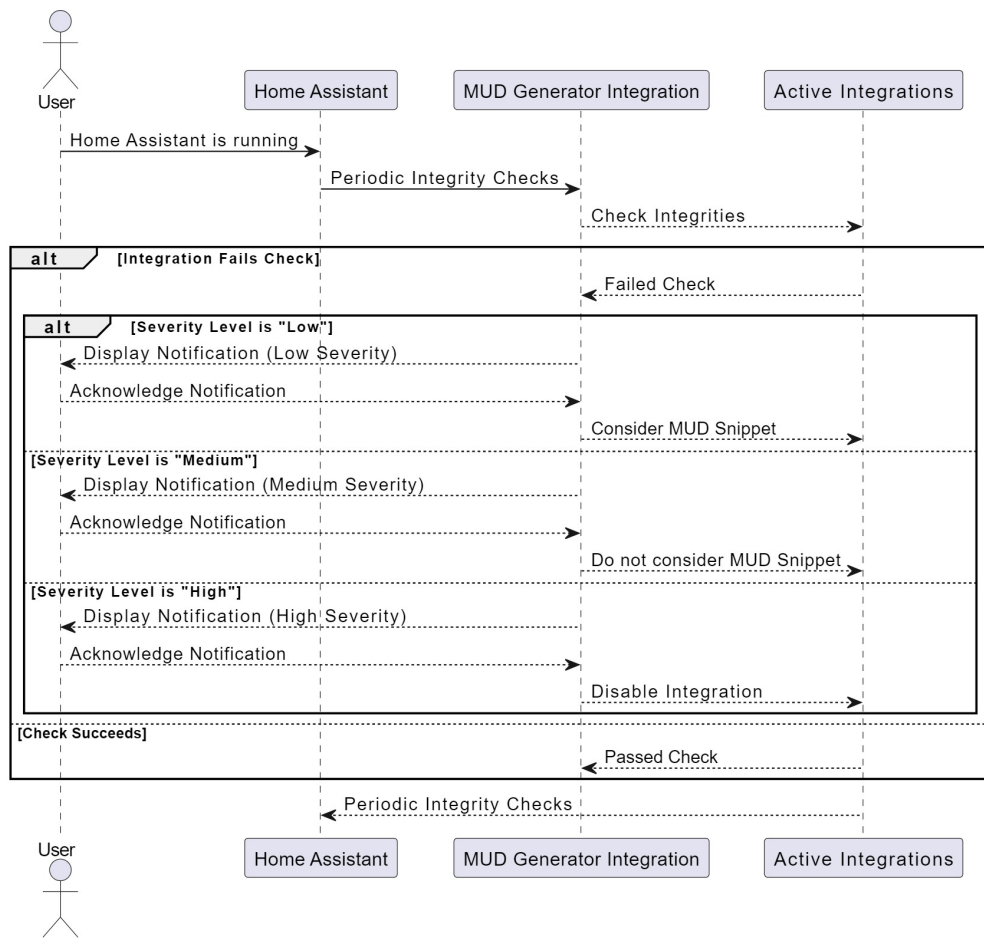 User
Home Assistant
MUD Generator Integration
Active Integrations
Home Assistant is running
Periodic Integrity Checks
Check Integrities
alt
[Integration Fails Check]
Failed Check
alt
[Severity Level is "Low"]
Display Notification (Low Severity)
Acknowledge Notification
Consider MUD Snippet
[Severity Level is "Medium"]
Display Notification (Medium Severity)
Acknowledge Notification
Do not consider MUD Snippet
[Severity Level is "High"]
Display Notification (High Severity)
Acknowledge Notification
Disable Integration
[Check Succeeds]
Passed Check
Periodic Integrity Checks
User
Home Assistant
MUD Generator Integration
Active Integrations